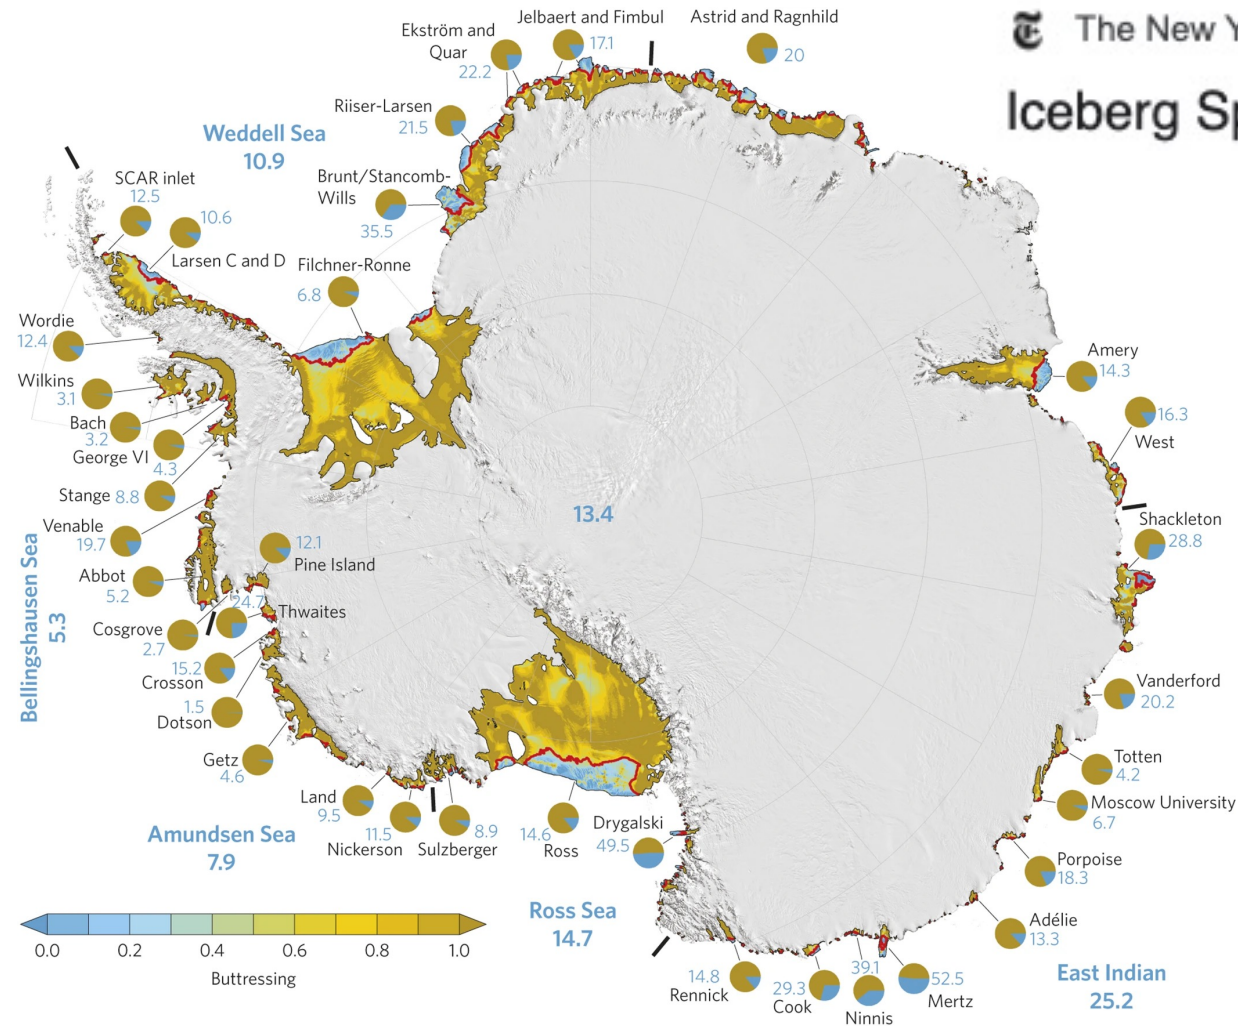 The New Y
Iceberg Sp
Jelbaert and Fimbul
17.1
Astrid and Ragnhild
20
Ekström and
Quar
22.2
Riiser-Larsen
21.5
Weddell Sea
10.9
Brunt/Stancomb-
Wills
35.5
SCAR inlet
12.5
10.6
Larsen C and D
Filchner-Ronne
6.8
Wordie
12.4
Wilkins
3.1
Bach
3.2
George VI
4.3
Stange 8.8
Venable
19.7
Abbot
5.2
Bellingshausen Sea
5.3
12.1
Pine Island
24.7
Thwaites
Cosgrove
2.7
15.2
Crosson
1.5
Dotson
Getz
4.6
Land
9.5
11.5
Nickerson
8.9
Sulzberger
14.6
Ross
Drygalski
49.5
13.4
Amery
14.3
16.3
West
Shackleton
28.8
Vanderford
20.2
Totten
4.2
Moscow University
6.7
Porpoise
18.3
Adélie
13.3
Amundsen Sea
7.9
Ross Sea
14.7
East Indian
25.2
14.8
Rennick
29.3
Cook
39.1
Ninnis
52.5
Mertz
0.0 0.2 0.4 0.6 0.8 1.0
Buttressing